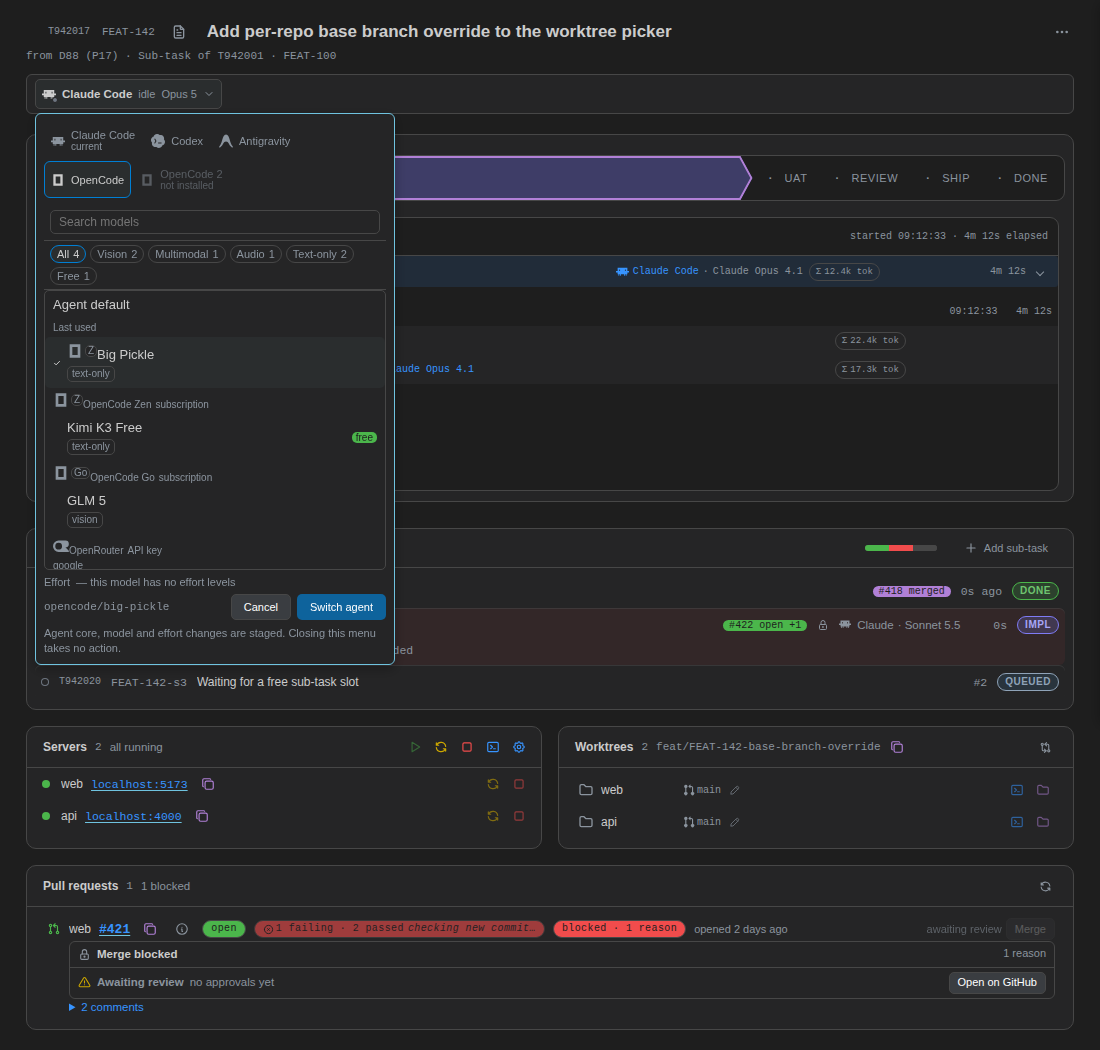 T942017 FEAT-142 Add per-repo base branch override to the worktree picker
from D88 (P17) · Sub-task of T942001 · FEAT-100
Claude Code idle Opus 5
Claude Code
current
Codex
Antigravity
OpenCode
OpenCode 2
not installed
Search models
All 4 Vision 2 Multimodal 1 Audio 1 Text-only 2
Free 1
Agent default
Last used
Z Big Pickle
text-only
Z OpenCode Zen subscription
Kimi K3 Free
text-only
free
Go OpenCode Go subscription
GLM 5
vision
OpenRouter API key
google
Effort — this model has no effort levels
opencode/big-pickle Cancel Switch agent
Agent core, model and effort changes are staged. Closing this menu
takes no action.
· UAT · REVIEW · SHIP · DONE
started 09:12:33 · 4m 12s elapsed
Claude Code · Claude Opus 4.1 Σ 12.4k tok 4m 12s
09:12:33 4m 12s
Σ 22.4k tok
aude Opus 4.1 Σ 17.3k tok
Add sub-task
#418 merged 0s ago DONE
#422 open +1 Claude · Sonnet 5.5 0s IMPL
ded
T942020 FEAT-142-s3 Waiting for a free sub-task slot #2 QUEUED
Servers 2 all running
web localhost:5173
api localhost:4000
Worktrees 2 feat/FEAT-142-base-branch-override
web main
api main
Pull requests 1 1 blocked
web #421 open 1 failing · 2 passed checking new commit… blocked · 1 reason opened 2 days ago awaiting review Merge
Merge blocked 1 reason
Awaiting review no approvals yet Open on GitHub
2 comments